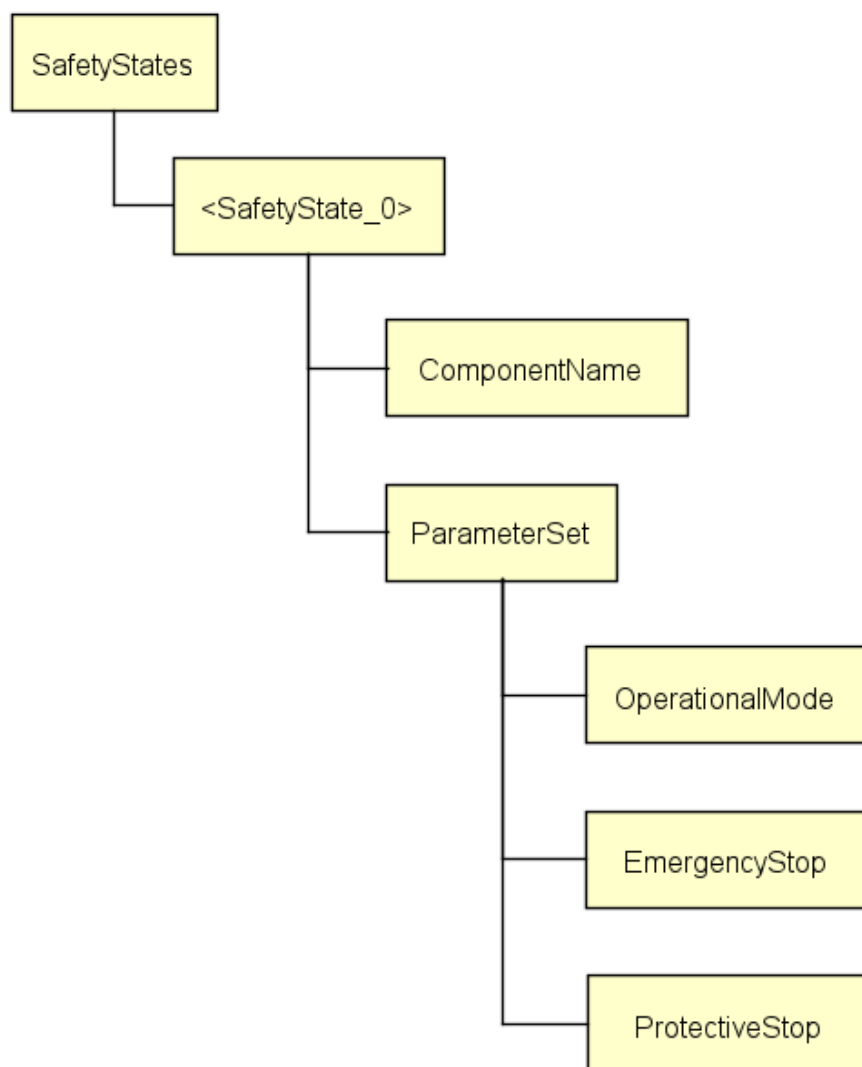 SafetyStates
<SafetyState_0>
ComponentName
ParameterSet
OperationalMode
EmergencyStop
ProtectiveStop